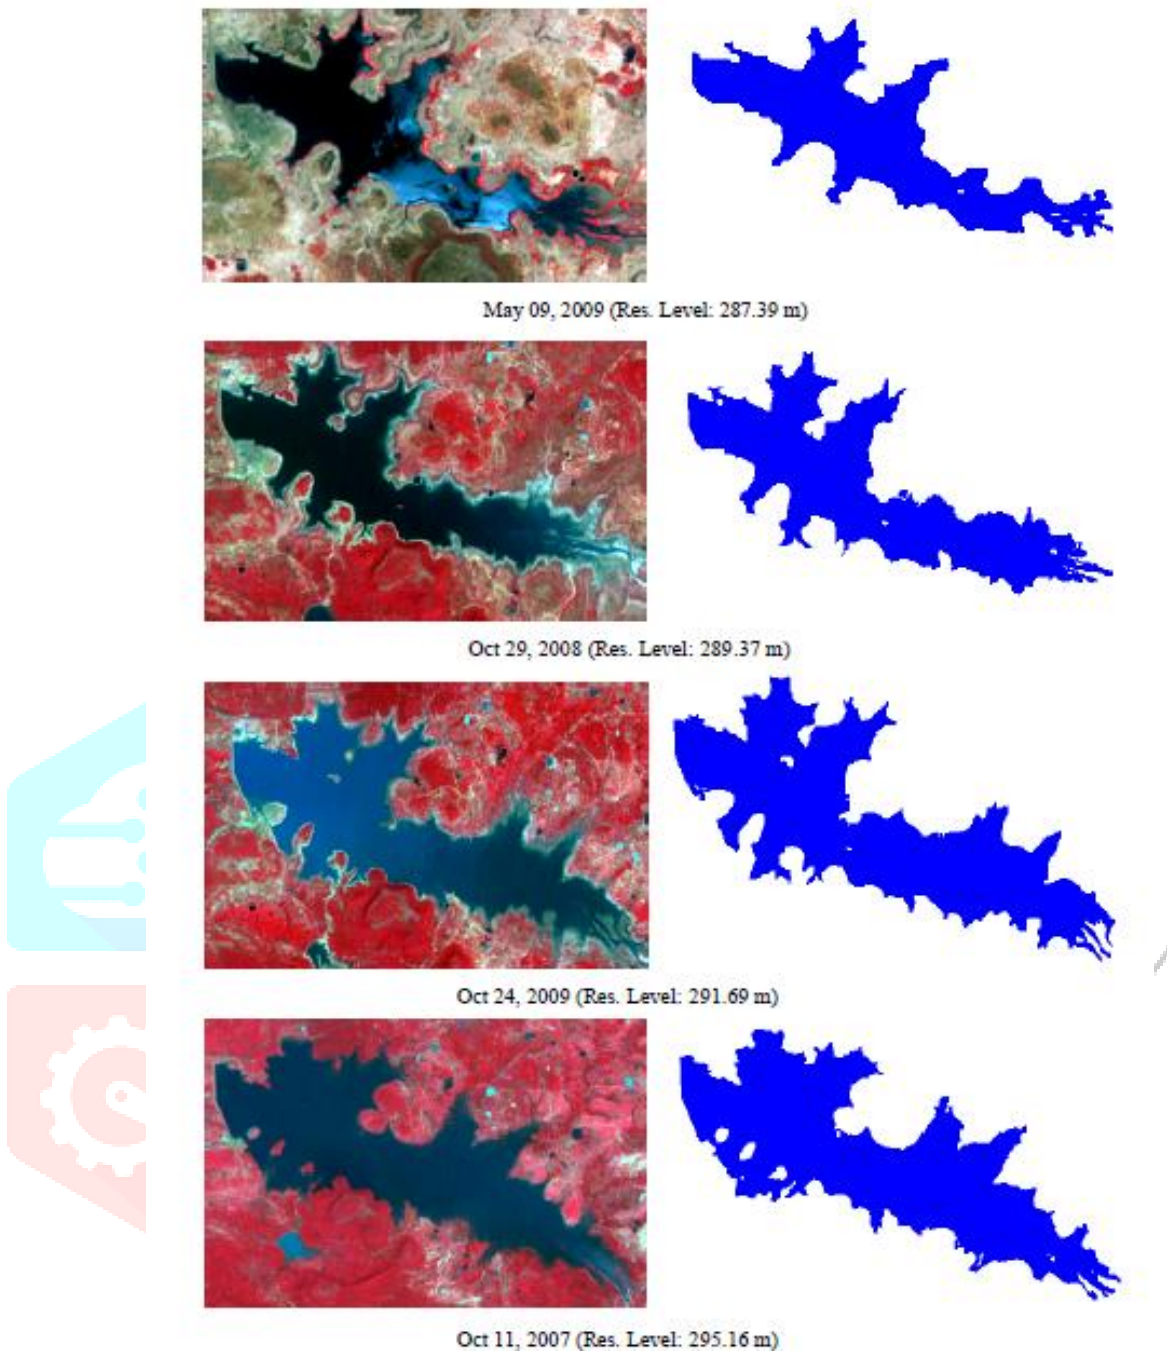 May 09, 2009 (Res. Level: 287.39 m)
Oct 29, 2008 (Res. Level: 289.37 m)
Oct 24, 2009 (Res. Level: 291.69 m)
Oct 11, 2007 (Res. Level: 295.16 m)